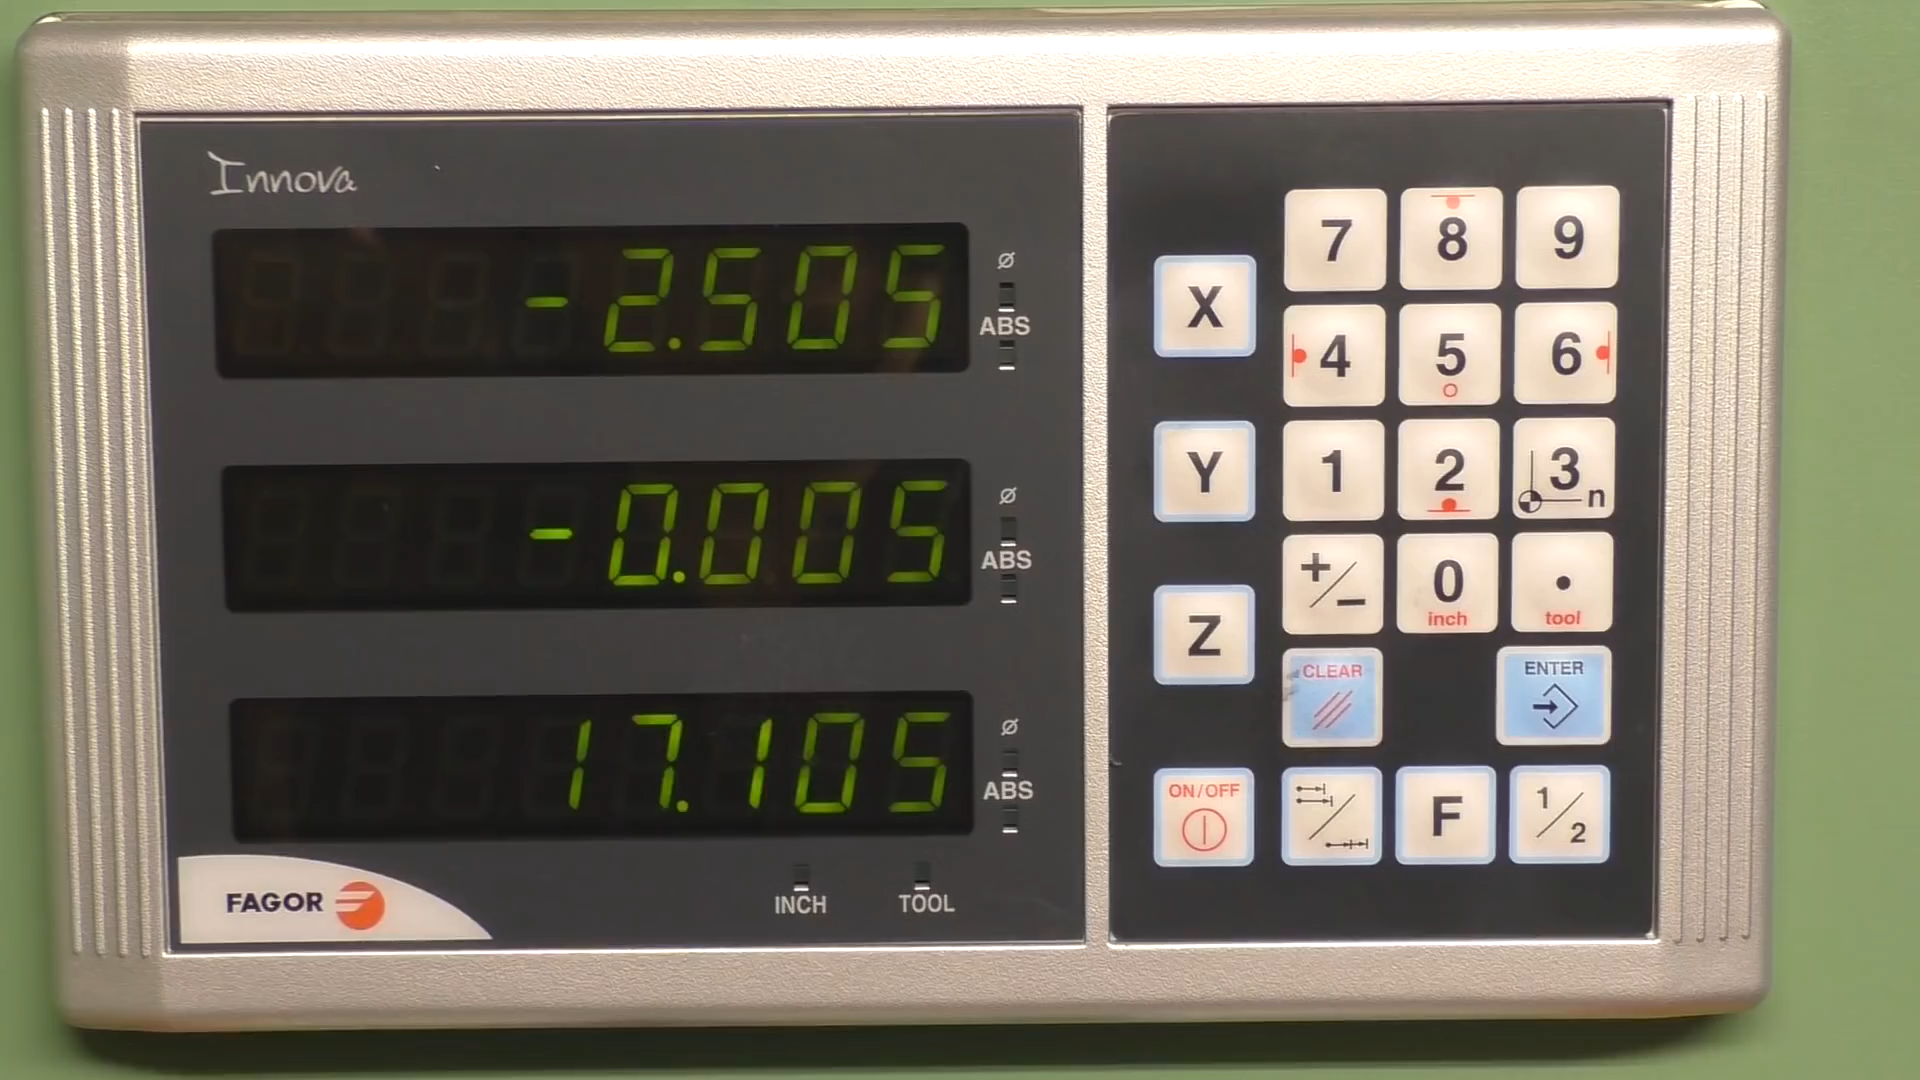 Innova
-2.505
Ø
ABS
-0.005
Ø
ABS
17.105
Ø
ABS
FAGOR
INCH TOOL
X
Y
Z
7 8 9
4 5 6
1 2 3 n
+/- 0 .
inch tool
CLEAR ENTER
ON/OFF F 1/2